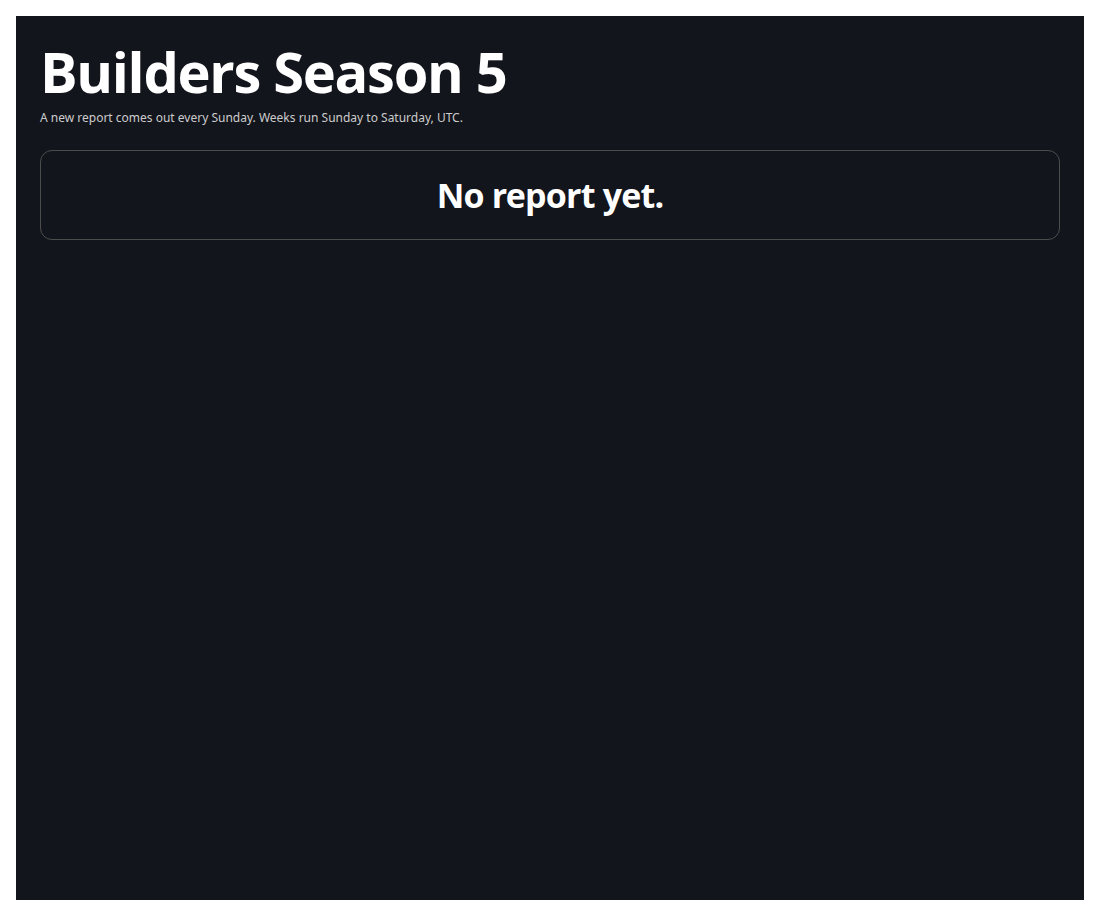 Builders Season 5
A new report comes out every Sunday. Weeks run Sunday to Saturday, UTC.
No report yet.